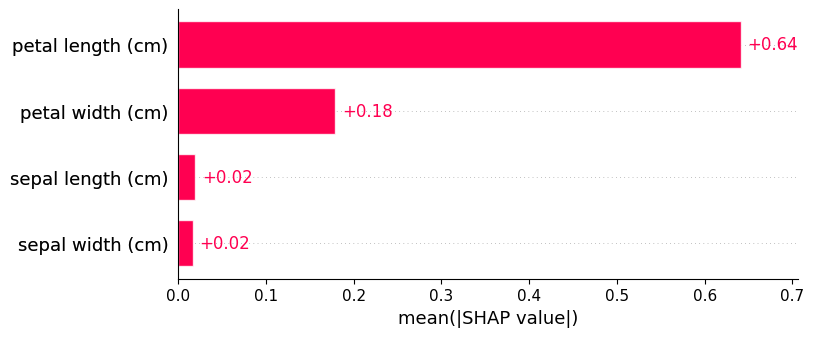 petal length (cm)
+0.64
petal width (cm)
+0.18
sepal length (cm)
+0.02
sepal width (cm)
+0.02
0.0 0.1 0.2 0.3 0.4 0.5 0.6 0.7
mean(|SHAP value|)